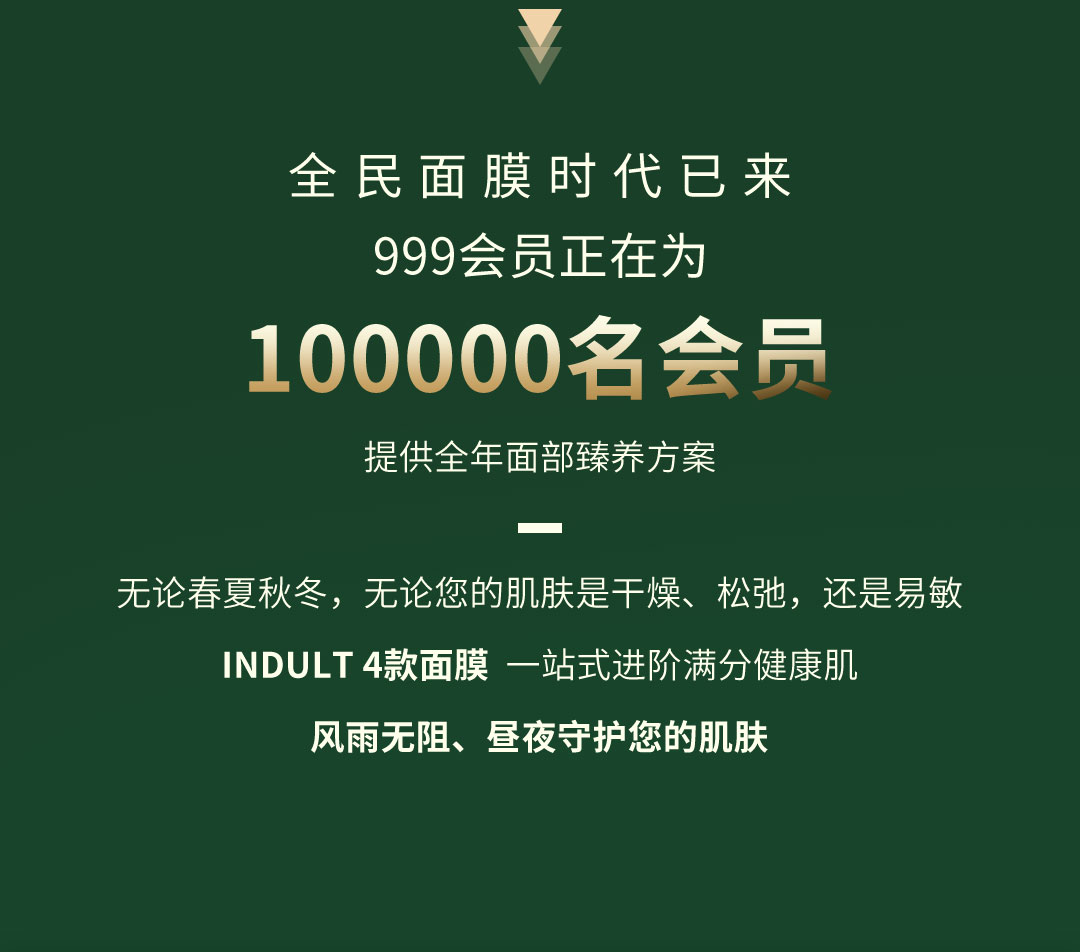 全民面膜时代已来
999会员正在为
100000名会员
提供全年面部臻养方案
无论春夏秋冬，无论您的肌肤是干燥、松弛，还是易敏
INDULT 4款面膜 一站式进阶满分健康肌
风雨无阻、昼夜守护您的肌肤